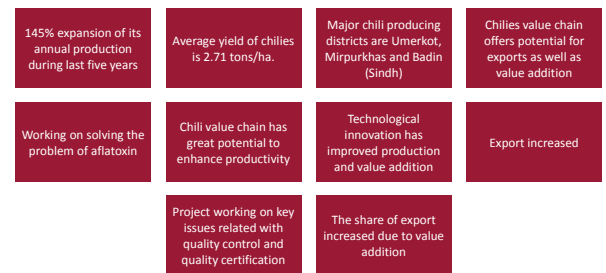 145% expansion of its
annual production
during last five years
Average yield of chilies
is 2.71 tons/ha.
Major chili producing
districts are Umerkot,
Mirpurkhas and Badin
(Sindh)
Chilies value chain
offers potential for
exports as well as
value addition
Working on solving the
problem of aflatoxin
Chili value chain has
great potential to
enhance productivity
Technological
innovation has
improved production
and value addition
Export increased
Project working on key
issues related with
quality control and
quality certification
The share of export
increased due to value
addition